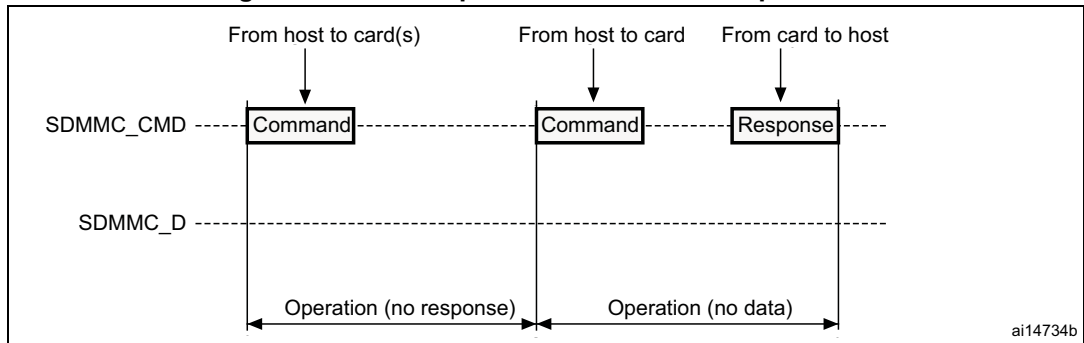 From host to card(s) From host to card From card to host
SDMMC_CMD Command Command Response
SDMMC_D
Operation (no response) Operation (no data)
ai14734b